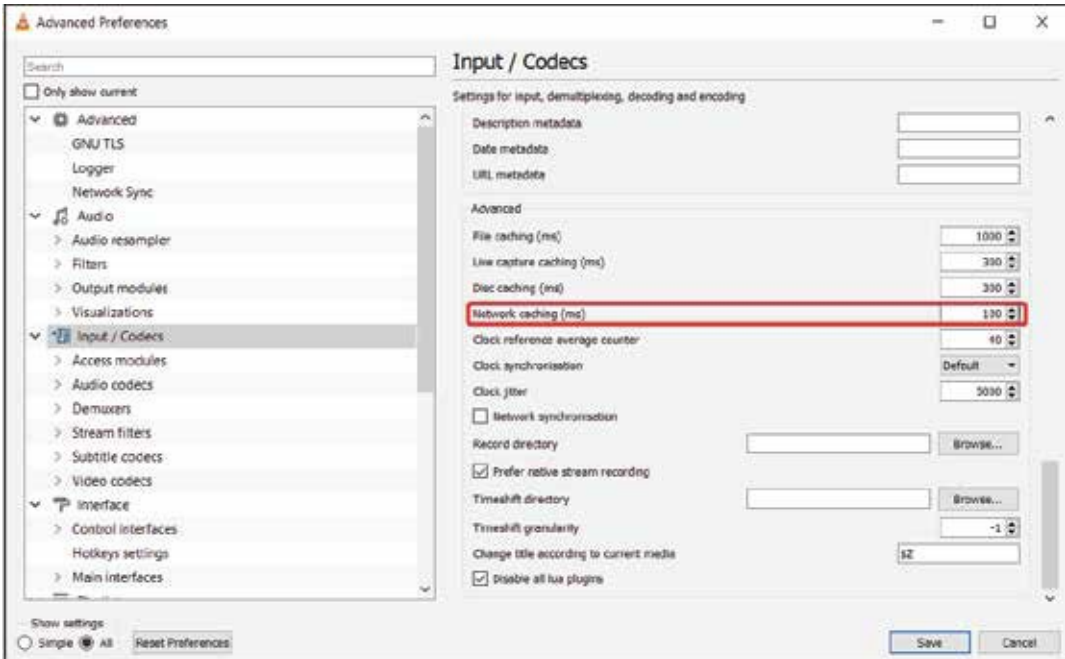 Advanced Preferences
Search
Only show current
Advanced
GNU TLS
Logger
Network Sync
Audio
Audio resampler
Filters
Output modules
Visualizations
Input / Codecs
Access modules
Audio codecs
Demuxers
Stream filters
Subtitle codecs
Video codecs
Interface
Control interfaces
Hotkeys settings
Main interfaces
Show settings
Simple All Reset Preferences
Input / Codecs
Settings for input, demultiplexing, decoding and encoding
Description metadata
Date metadata
URL metadata
Advanced
File caching (ms) 1000
Live capture caching (ms) 300
Disc caching (ms) 300
Network caching (ms) 100
Clock reference average counter 40
Clock synchronisation Default
Clock jitter 5000
Network synchronisation
Record directory Browse...
Prefer native stream recording
Timeshift directory Browse...
Timeshift granularity -1
Change title according to current media $Z
Disable all lua plugins
Save Cancel